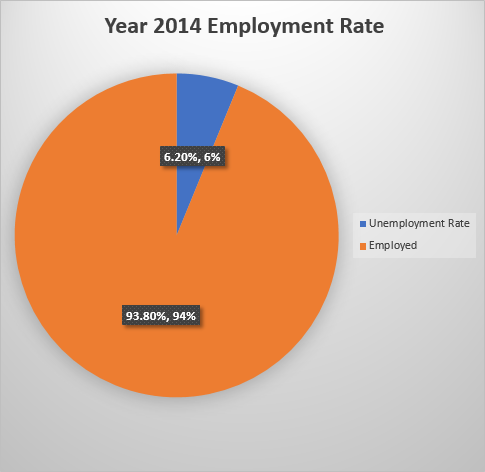 Year 2014 Employment Rate
6.20%, 6%
Unemployment Rate
Employed
93.80%, 94%